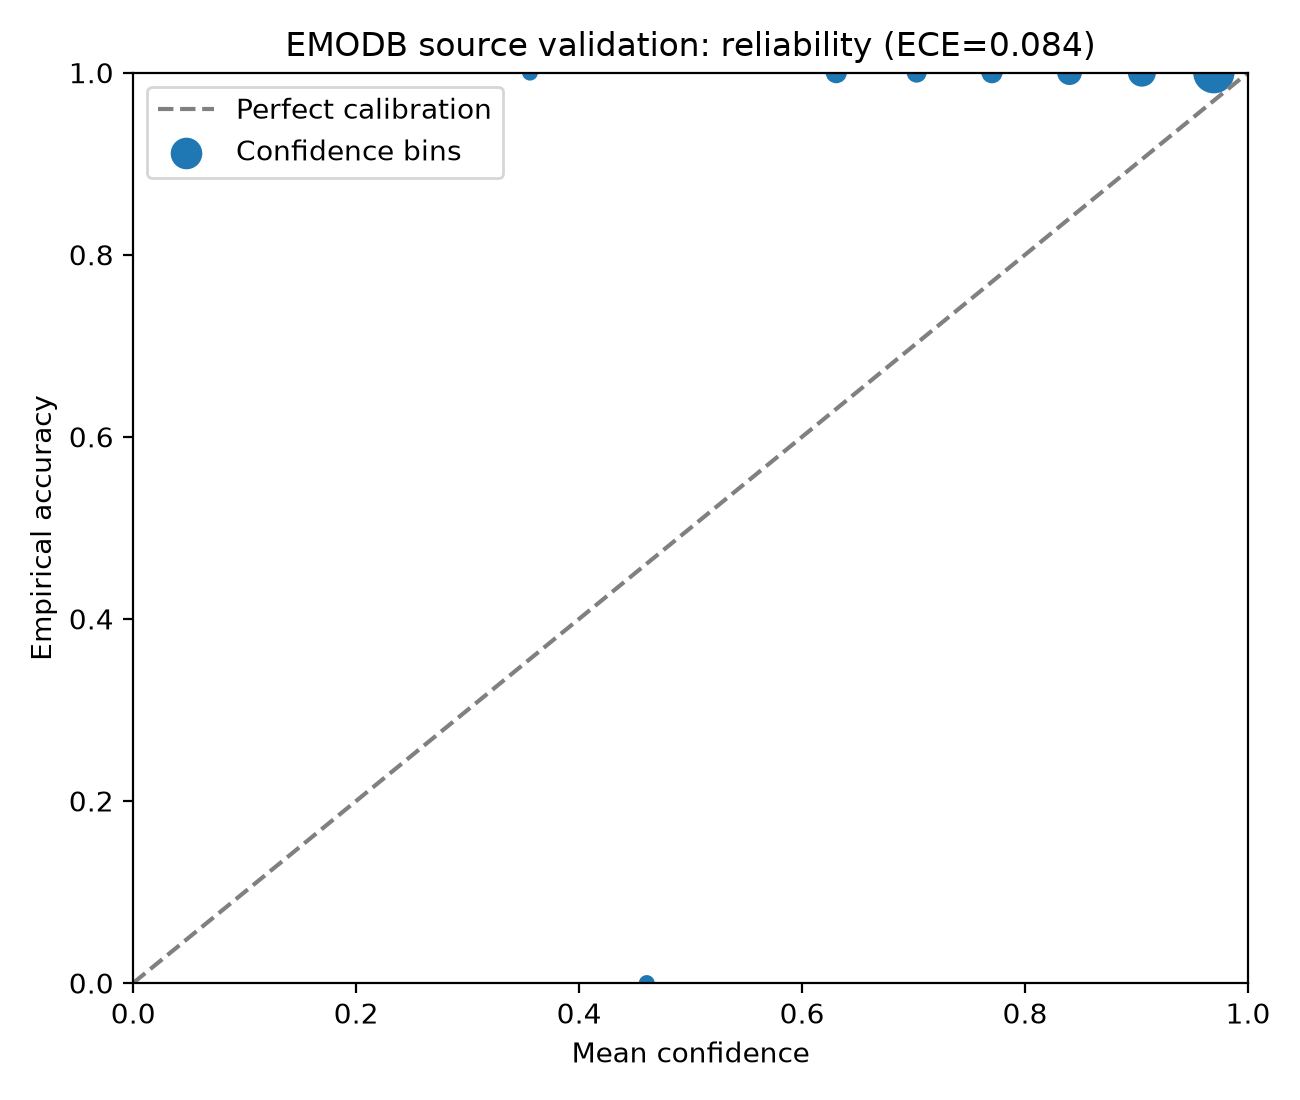 EMODB source validation: reliability (ECE=0.084)
Perfect calibration
Confidence bins
1.0
0.8
0.6
0.4
0.2
0.0
Empirical accuracy
0.0 0.2 0.4 0.6 0.8 1.0
Mean confidence